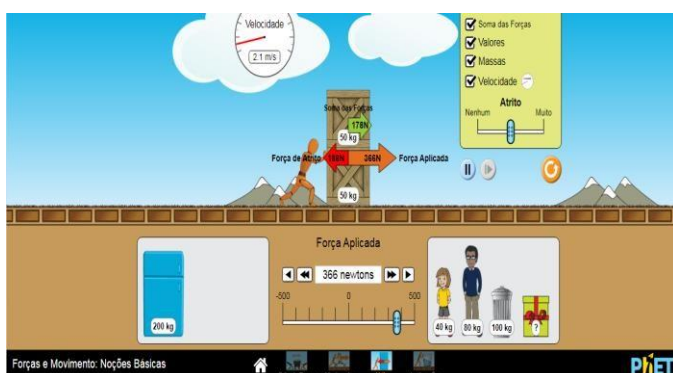 Velocidade
2.1 m/s
Soma das Forças
Valores
Massas
Velocidade
Atrito
Nenhum Muito
Soma das Forças
178N
50 kg
Força de Atrito 188N 366N Força Aplicada
50 kg
Força Aplicada
366 newtons
-500 0 500
200 kg
40 kg 80 kg 100 kg ?
Forças e Movimento: Noções Básicas
PhET